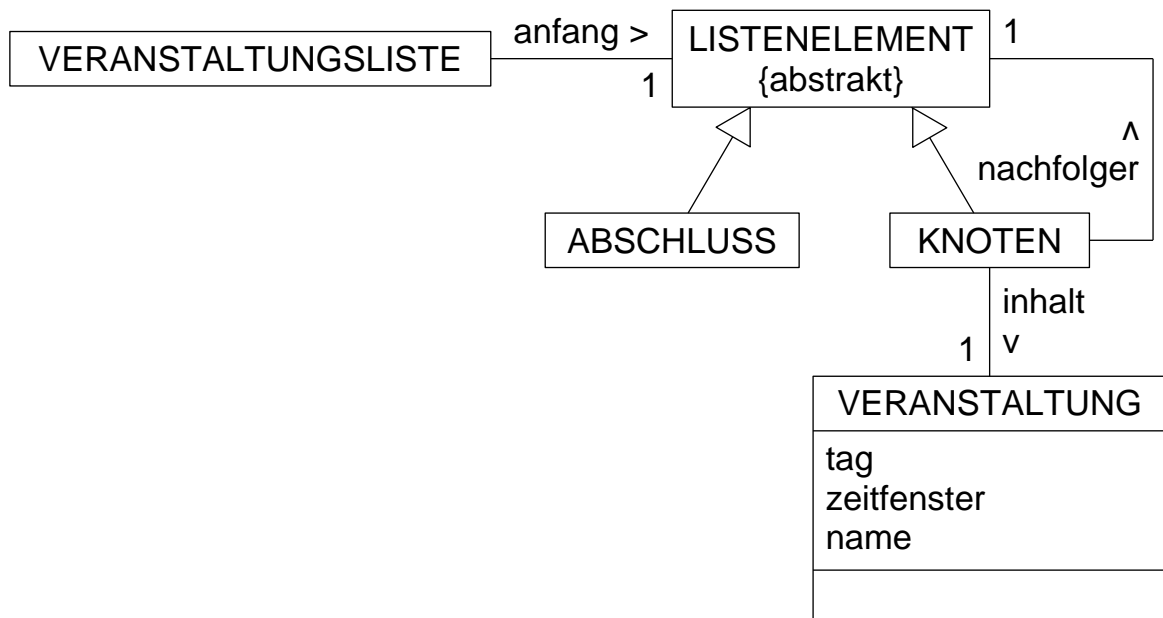 VERANSTALTUNGSLISTE
anfang >
1
LISTENELEMENT
{abstrakt}
1
ʌ
nachfolger
ABSCHLUSS
KNOTEN
inhalt
v
1
VERANSTALTUNG
tag
zeitfenster
name